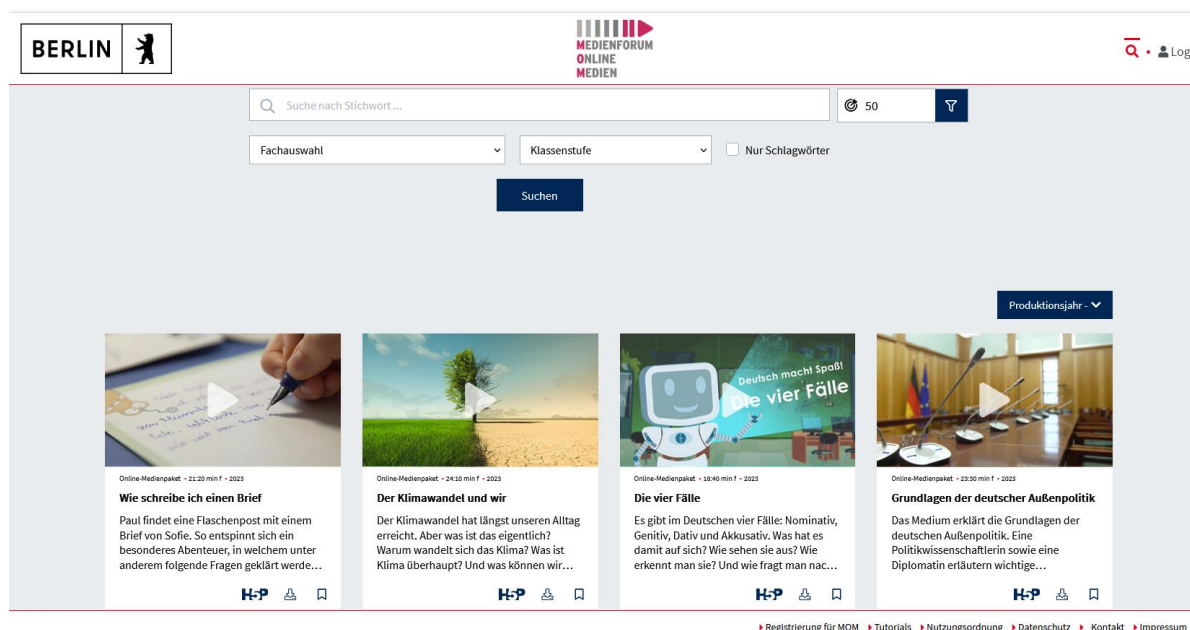 BERLIN
MEDIENFORUM
ONLINE
MEDIEN
Log
Suche nach Stichwort ...
50
Fachauswahl
Klassenstufe
Nur Schlagwörter
Suchen
Produktionsjahr -
Deutsch macht Spaß!
Die vier Fälle
Online-Medienpaket • 21:20 min f • 2023
Wie schreibe ich einen Brief
Paul findet eine Flaschenpost mit einem
Brief von Sofie. So entspinnt sich ein
besonderes Abenteuer, in welchem unter
anderem folgende Fragen geklärt werde...
H5P
Online-Medienpaket • 24:10 min f • 2023
Der Klimawandel und wir
Der Klimawandel hat längst unseren Alltag
erreicht. Aber was ist das eigentlich?
Warum wandelt sich das Klima? Was ist
Klima überhaupt? Und was können wir...
H5P
Online-Medienpaket • 18:40 min f • 2023
Die vier Fälle
Es gibt im Deutschen vier Fälle: Nominativ,
Genitiv, Dativ und Akkusativ. Was hat es
damit auf sich? Wie sehen sie aus? Wie
erkennt man sie? Und wie fragt man nac...
H5P
Online-Medienpaket • 23:30 min f • 2023
Grundlagen der deutscher Außenpolitik
Das Medium erklärt die Grundlagen der
deutschen Außenpolitik. Eine
Politikwissenschaftlerin sowie eine
Diplomatin erläutern wichtige...
H5P
Registrierung für MOM Tutorials Nutzungsordnung Datenschutz Kontakt Impressum